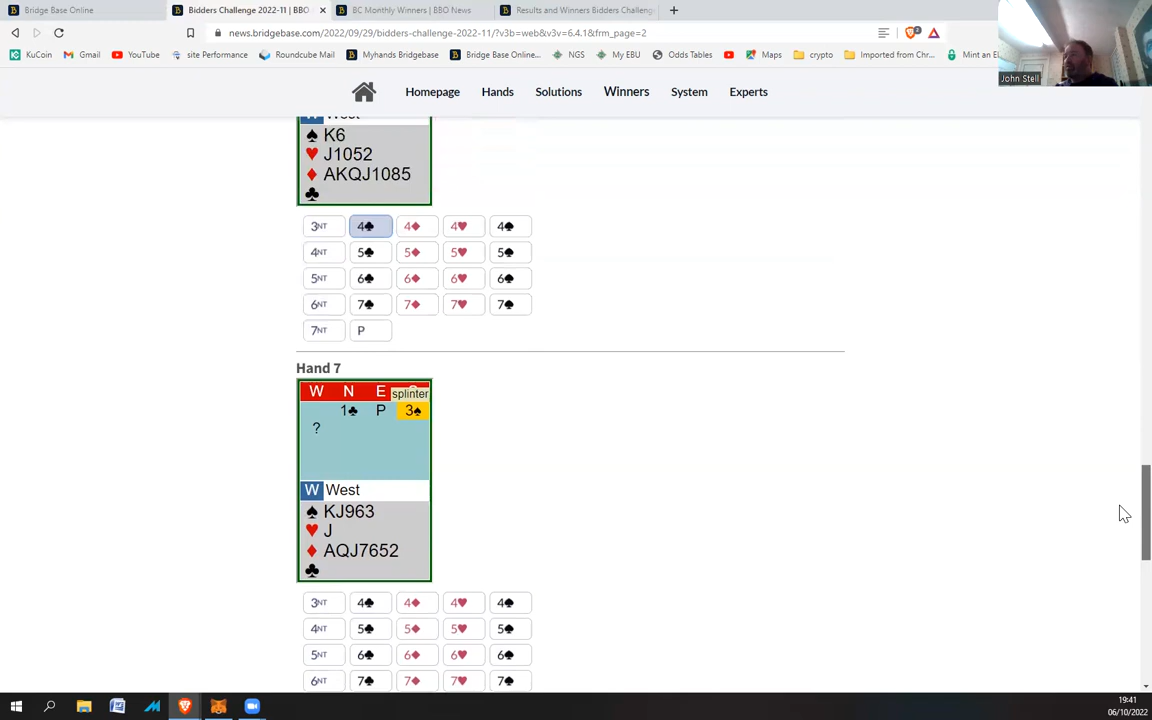 Bridge Base Online
Bidders Challenge 2022-11 | BBO
BC Monthly Winners | BBO News
Results and Winners Bidders Challenge
news.bridgebase.com/2022/09/29/bidders-challenge-2022-11/?v3b=web&v3v=6.4.1&frm_page=2
KuCoin
Gmail
YouTube
site Performance
Roundcube Mail
Myhands Bridgebase
Bridge Base Online...
NGS
My EBU
Odds Tables
Maps
crypto
Imported from Chr...
Mint an E
John Stell
Homepage
Hands
Solutions
Winners
System
Experts
W West
♠ K6
♥ J1052
♦ AKQJ1085
♣
3NT 4♣ 4♦ 4♥ 4♠
4NT 5♣ 5♦ 5♥ 5♠
5NT 6♣ 6♦ 6♥ 6♠
6NT 7♣ 7♦ 7♥ 7♠
7NT P
Hand 7
W N E
splinter
1♣ P 3♠
?
W West
♠ KJ963
♥ J
♦ AQJ7652
♣
3NT 4♣ 4♦ 4♥ 4♠
4NT 5♣ 5♦ 5♥ 5♠
5NT 6♣ 6♦ 6♥ 6♠
6NT 7♣ 7♦ 7♥ 7♠
19:41
06/10/2022